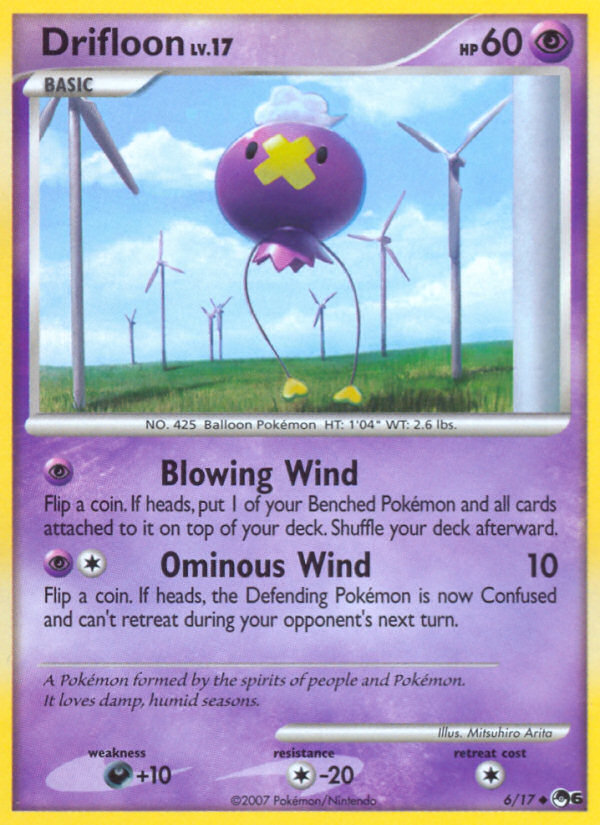 Drifloon LV.17 HP 60
BASIC
NO. 425 Balloon Pokémon HT: 1'04" WT: 2.6 lbs.
Blowing Wind
Flip a coin. If heads, put 1 of your Benched Pokémon and all cards
attached to it on top of your deck. Shuffle your deck afterward.
Ominous Wind 10
Flip a coin. If heads, the Defending Pokémon is now Confused
and can't retreat during your opponent's next turn.
A Pokémon formed by the spirits of people and Pokémon.
It loves damp, humid seasons.
Illus. Mitsuhiro Arita
weakness resistance retreat cost
+10 -20
©2007 Pokémon/Nintendo 6/17 6